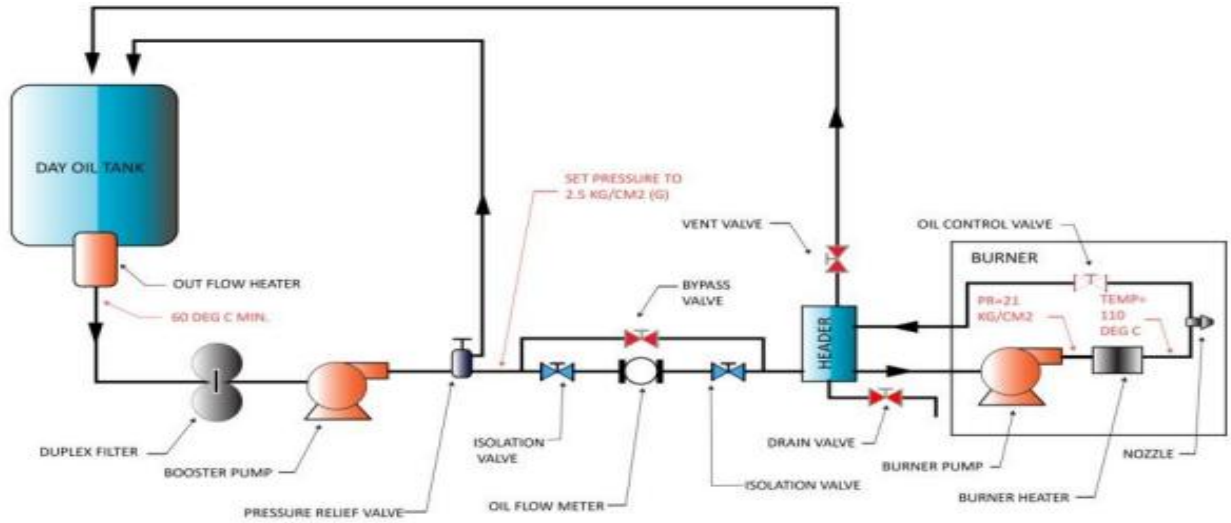 DAY OIL TANK
OUT FLOW HEATER
60 DEG C MIN.
DUPLEX FILTER
BOOSTER PUMP
PRESSURE RELIEF VALVE
SET PRESSURE TO
2.5 KG/CM2 (G)
BYPASS
VALVE
ISOLATION
VALVE
OIL FLOW METER
ISOLATION VALVE
VENT VALVE
HEADER
DRAIN VALVE
OIL CONTROL VALVE
BURNER
PR=21
KG/CM2
TEMP=
110
DEG C
BURNER PUMP
BURNER HEATER
NOZZLE